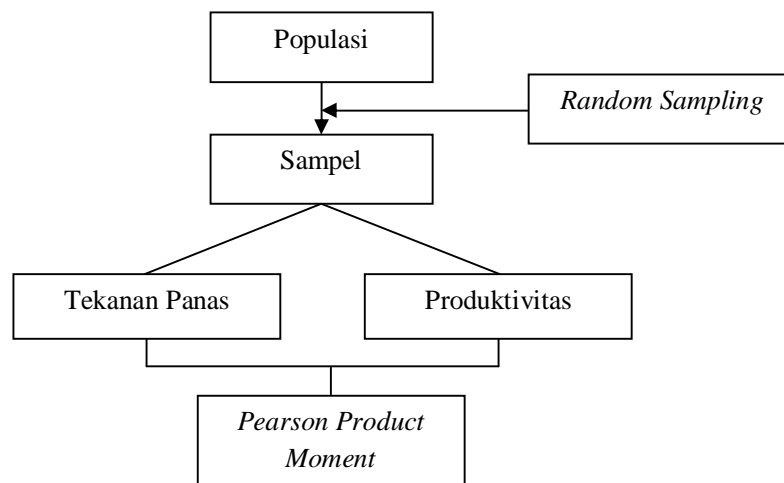 Populasi
Random Sampling
Sampel
Tekanan Panas
Produktivitas
Pearson Product
Moment